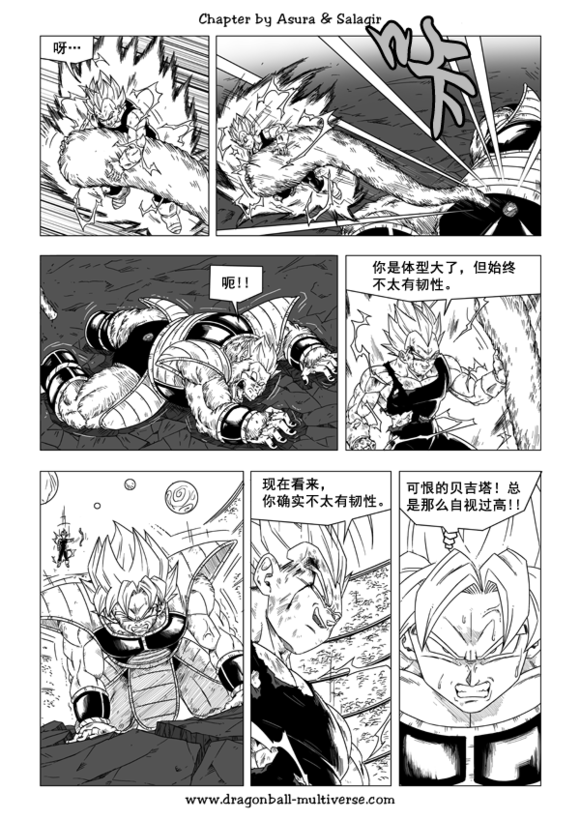 Chapter by Asura & Salagir
呀…
呃!!
你是体型大了，但始终
不太有韧性。
现在看来，
你确实不太有韧性。
可恨的贝吉塔！总
是那么自视过高!!
www.dragonball-multiverse.com